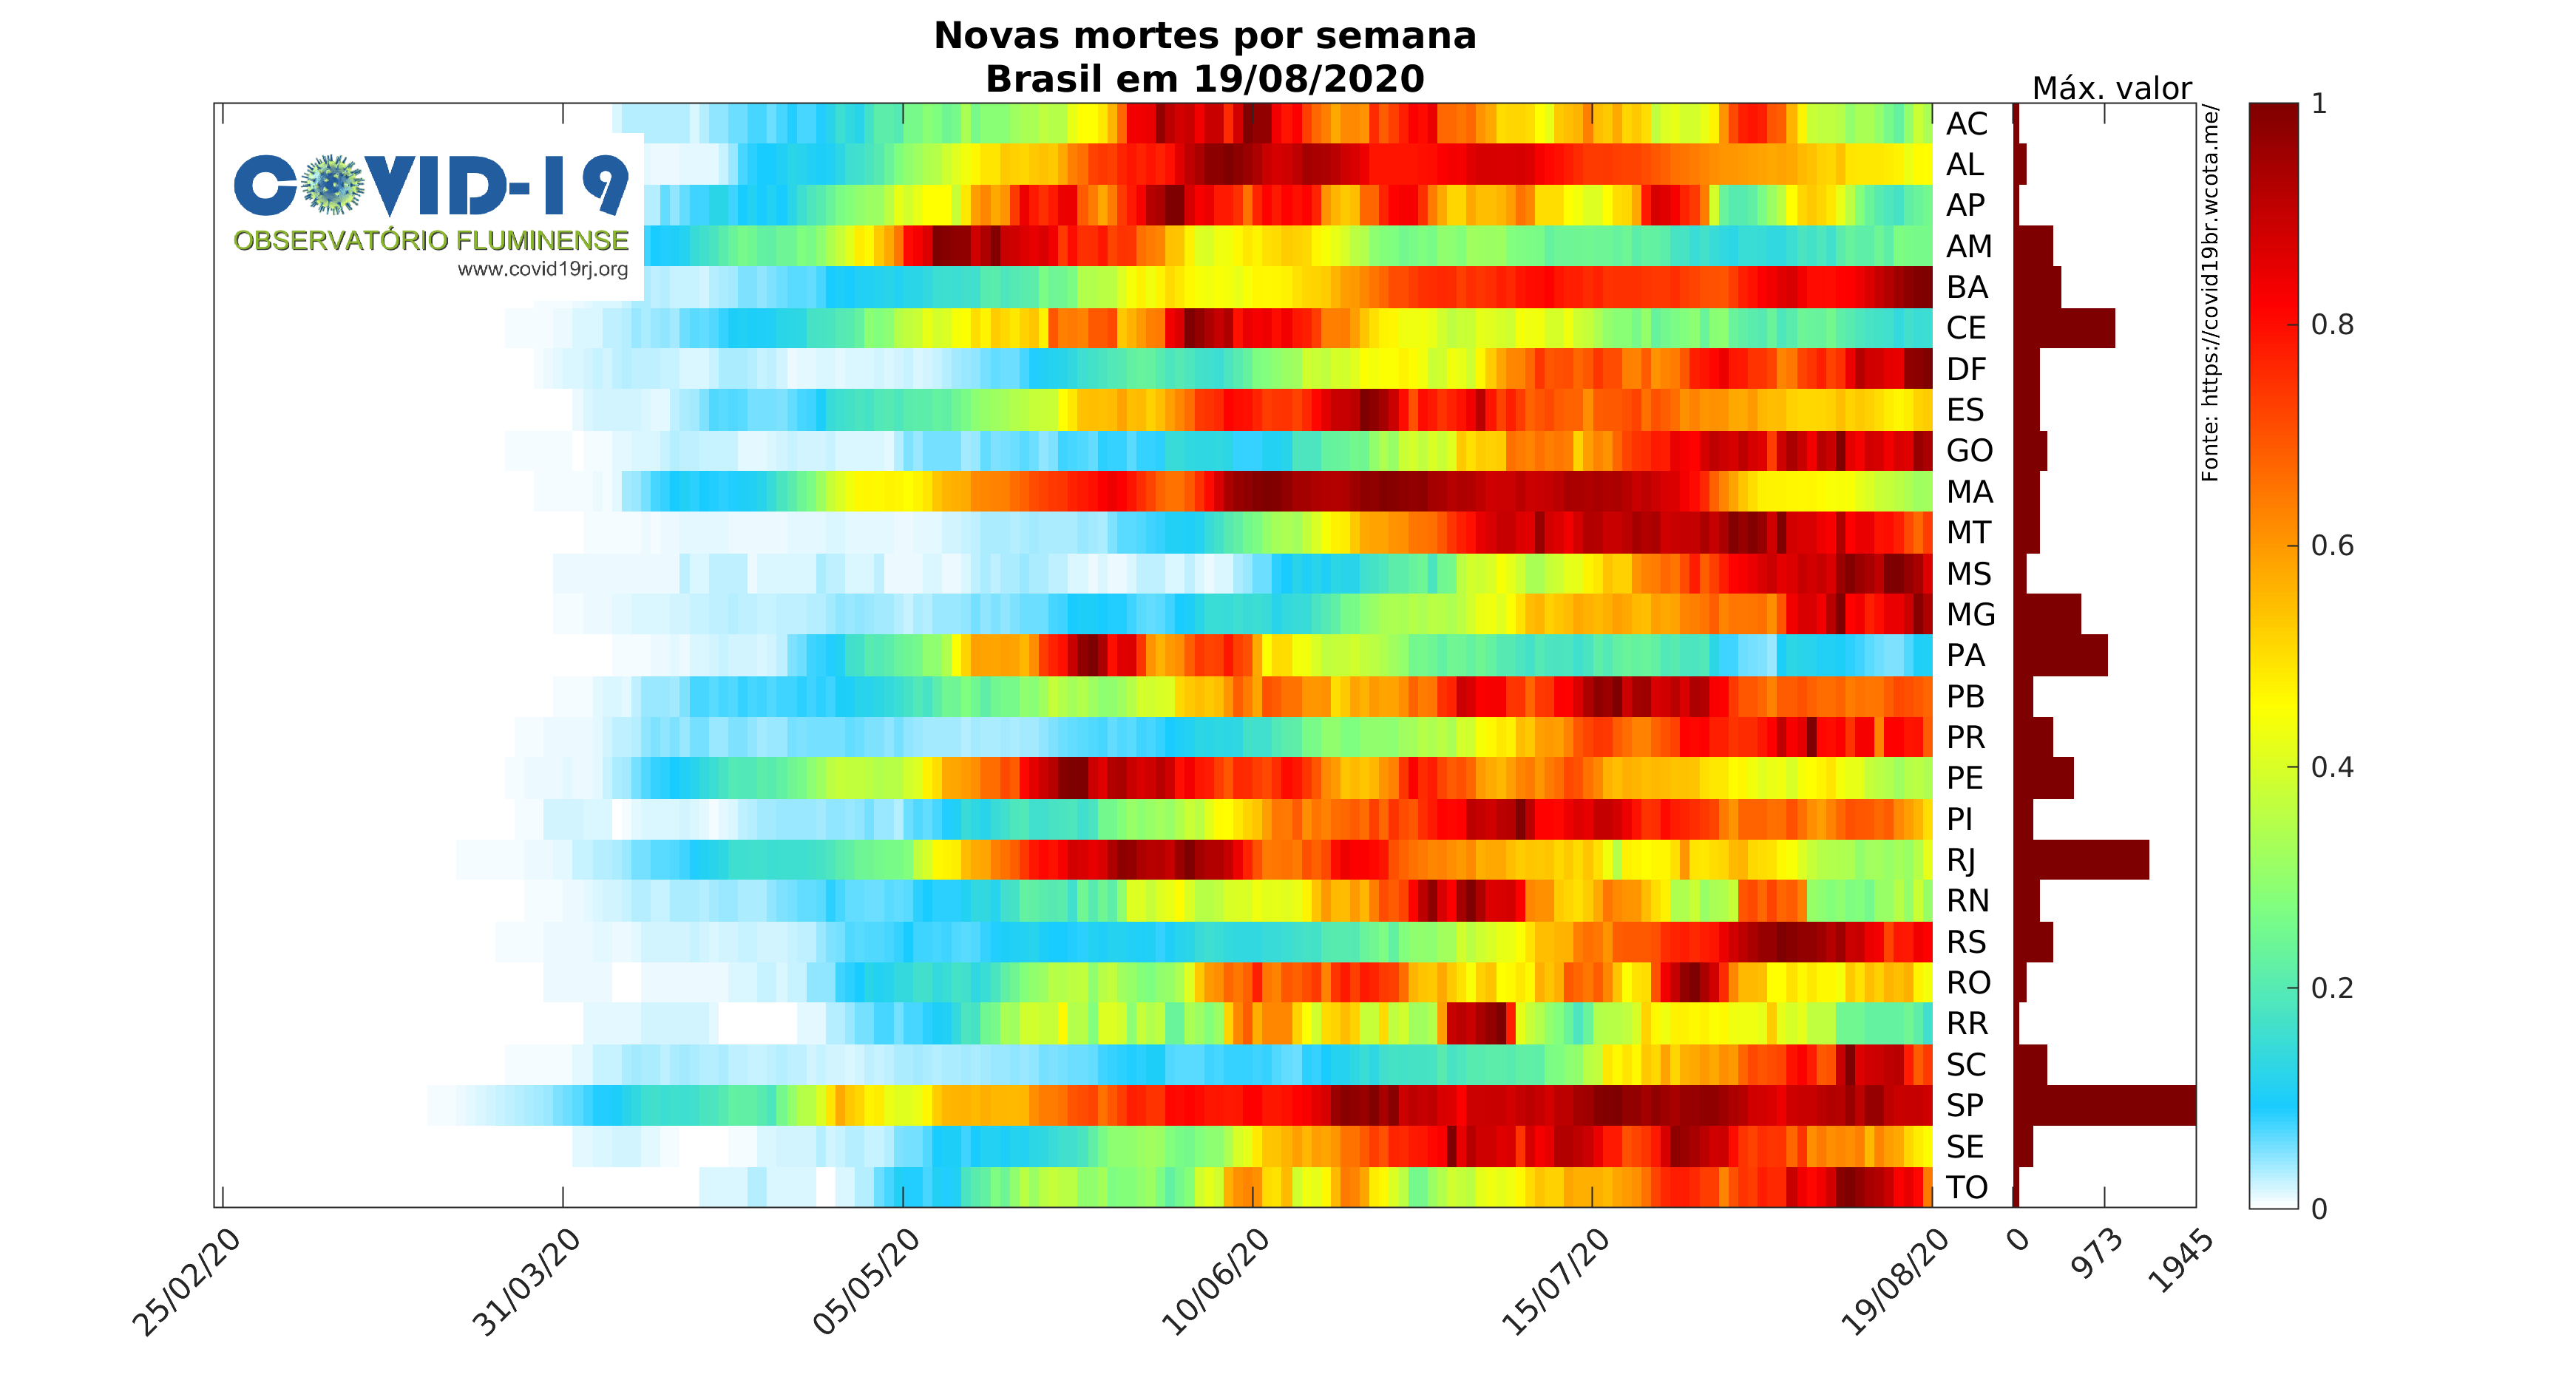 Novas mortes por semana
Brasil em 19/08/2020
Máx. valor
COVID-19
OBSERVATÓRIO FLUMINENSE
www.covid19rj.org
AC
AL
AP
AM
BA
CE
DF
ES
GO
MA
MT
MS
MG
PA
PB
PR
PE
PI
RJ
RN
RS
RO
RR
SC
SP
SE
TO
Fonte: https://covid19br.wcota.me/
1
0.8
0.6
0.4
0.2
0
25/02/20
31/03/20
05/05/20
10/06/20
15/07/20
19/08/20
0
973
1945